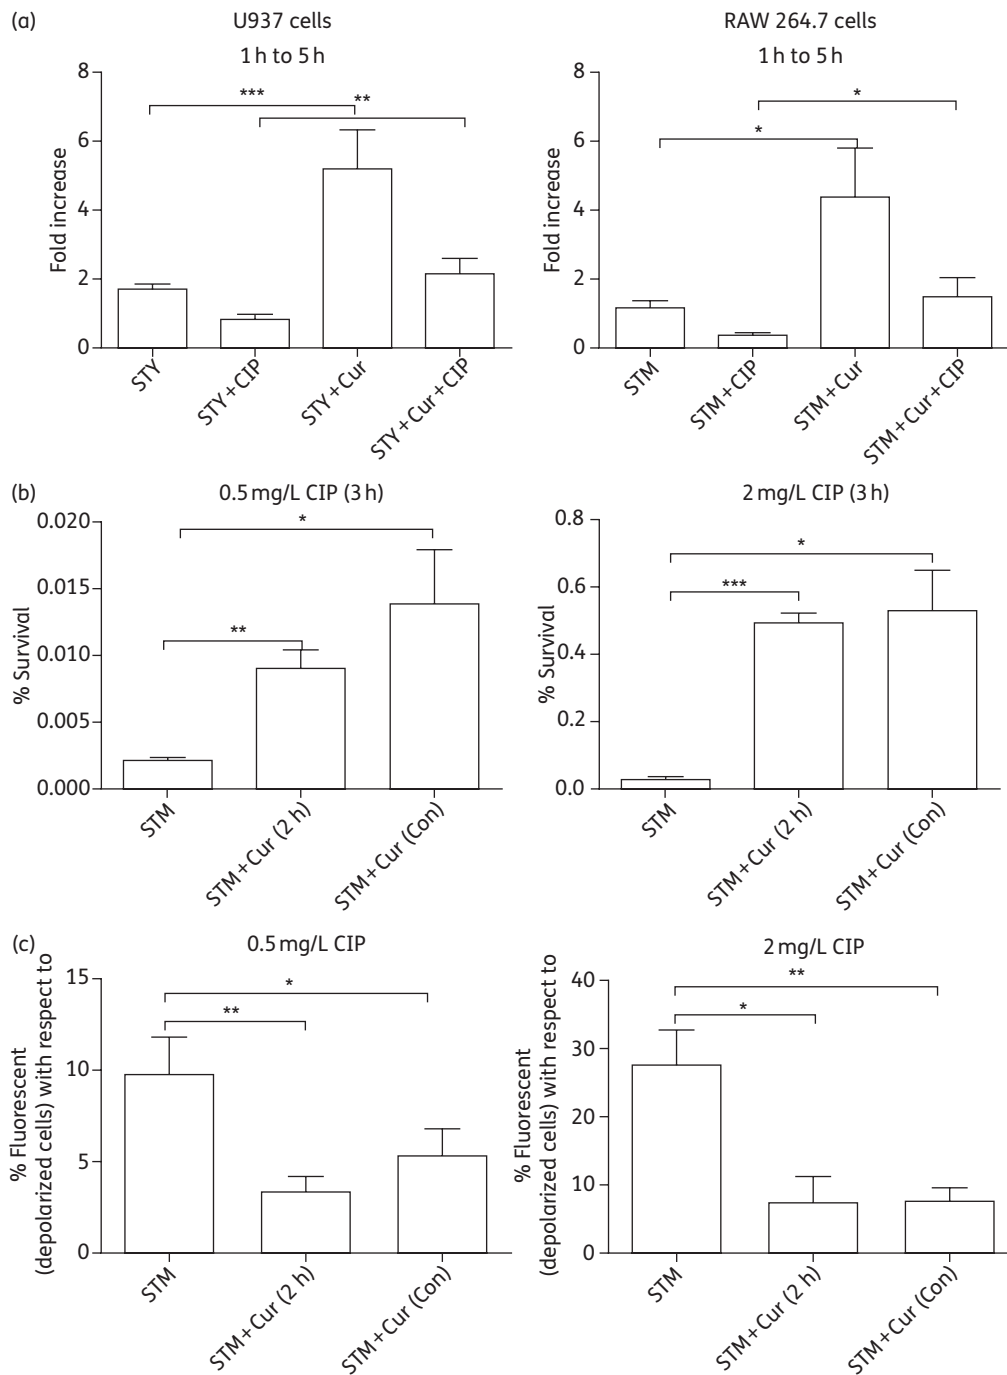 (a)
U937 cells
1 h to 5 h
Fold increase
8
6
4
2
0
***
**
STY
STY+CIP
STY+Cur
STY+Cur+CIP
RAW 264.7 cells
1 h to 5 h
Fold increase
8
6
4
2
0
*
*
STM
STM+CIP
STM+Cur
STM+Cur+CIP
(b)
0.5 mg/L CIP (3 h)
% Survival
0.020
0.015
0.010
0.005
0.000
*
**
STM
STM+Cur (2 h)
STM+Cur (Con)
2 mg/L CIP (3 h)
% Survival
0.8
0.6
0.4
0.2
0.0
*
***
STM
STM+Cur (2 h)
STM+Cur (Con)
(c)
0.5 mg/L CIP
% Fluorescent
(depolarized cells) with respect to
15
10
5
0
*
**
STM
STM+Cur (2 h)
STM+Cur (Con)
2 mg/L CIP
% Fluorescent
(depolarized cells) with respect to
40
30
20
10
0
**
*
STM
STM+Cur (2 h)
STM+Cur (Con)